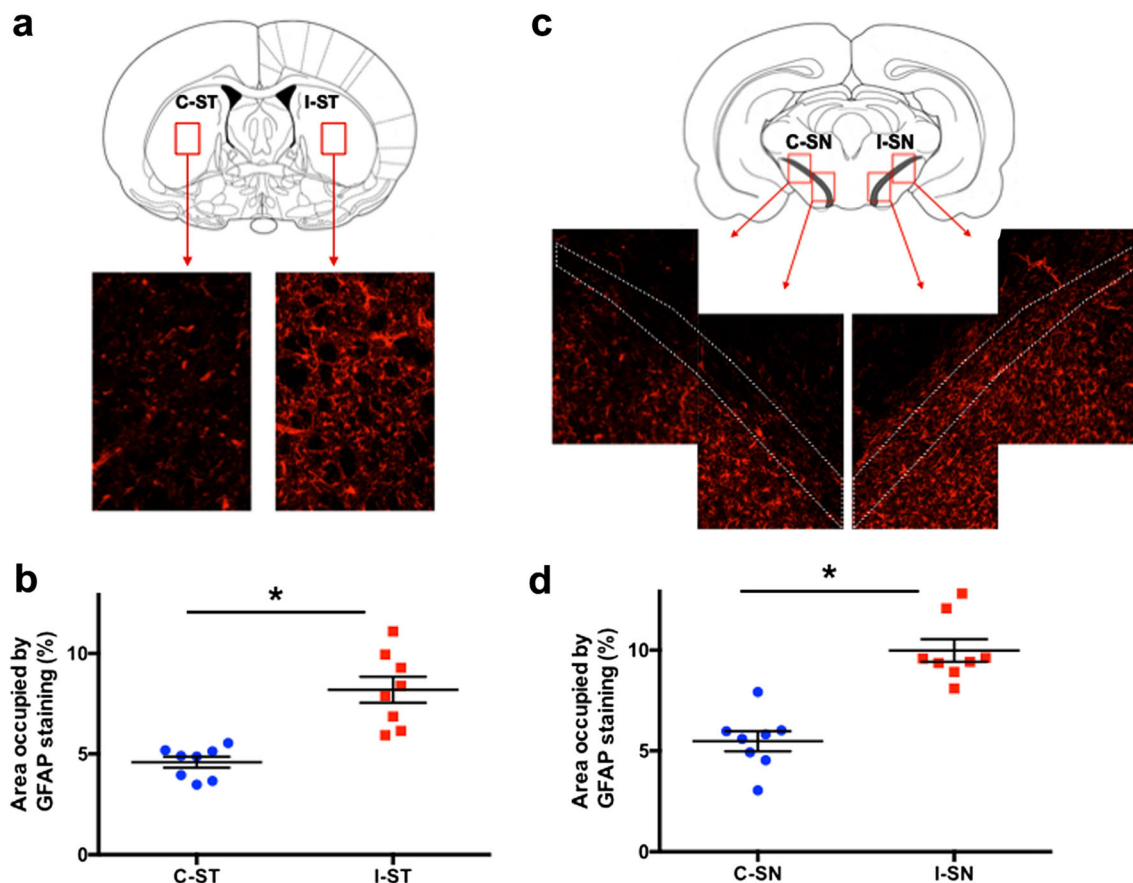 a
C-ST
I-ST
b
Area occupied by
GFAP staining (%)
10
5
0
*
C-ST
I-ST
c
C-SN
I-SN
d
Area occupied by
GFAP staining (%)
10
5
0
*
C-SN
I-SN